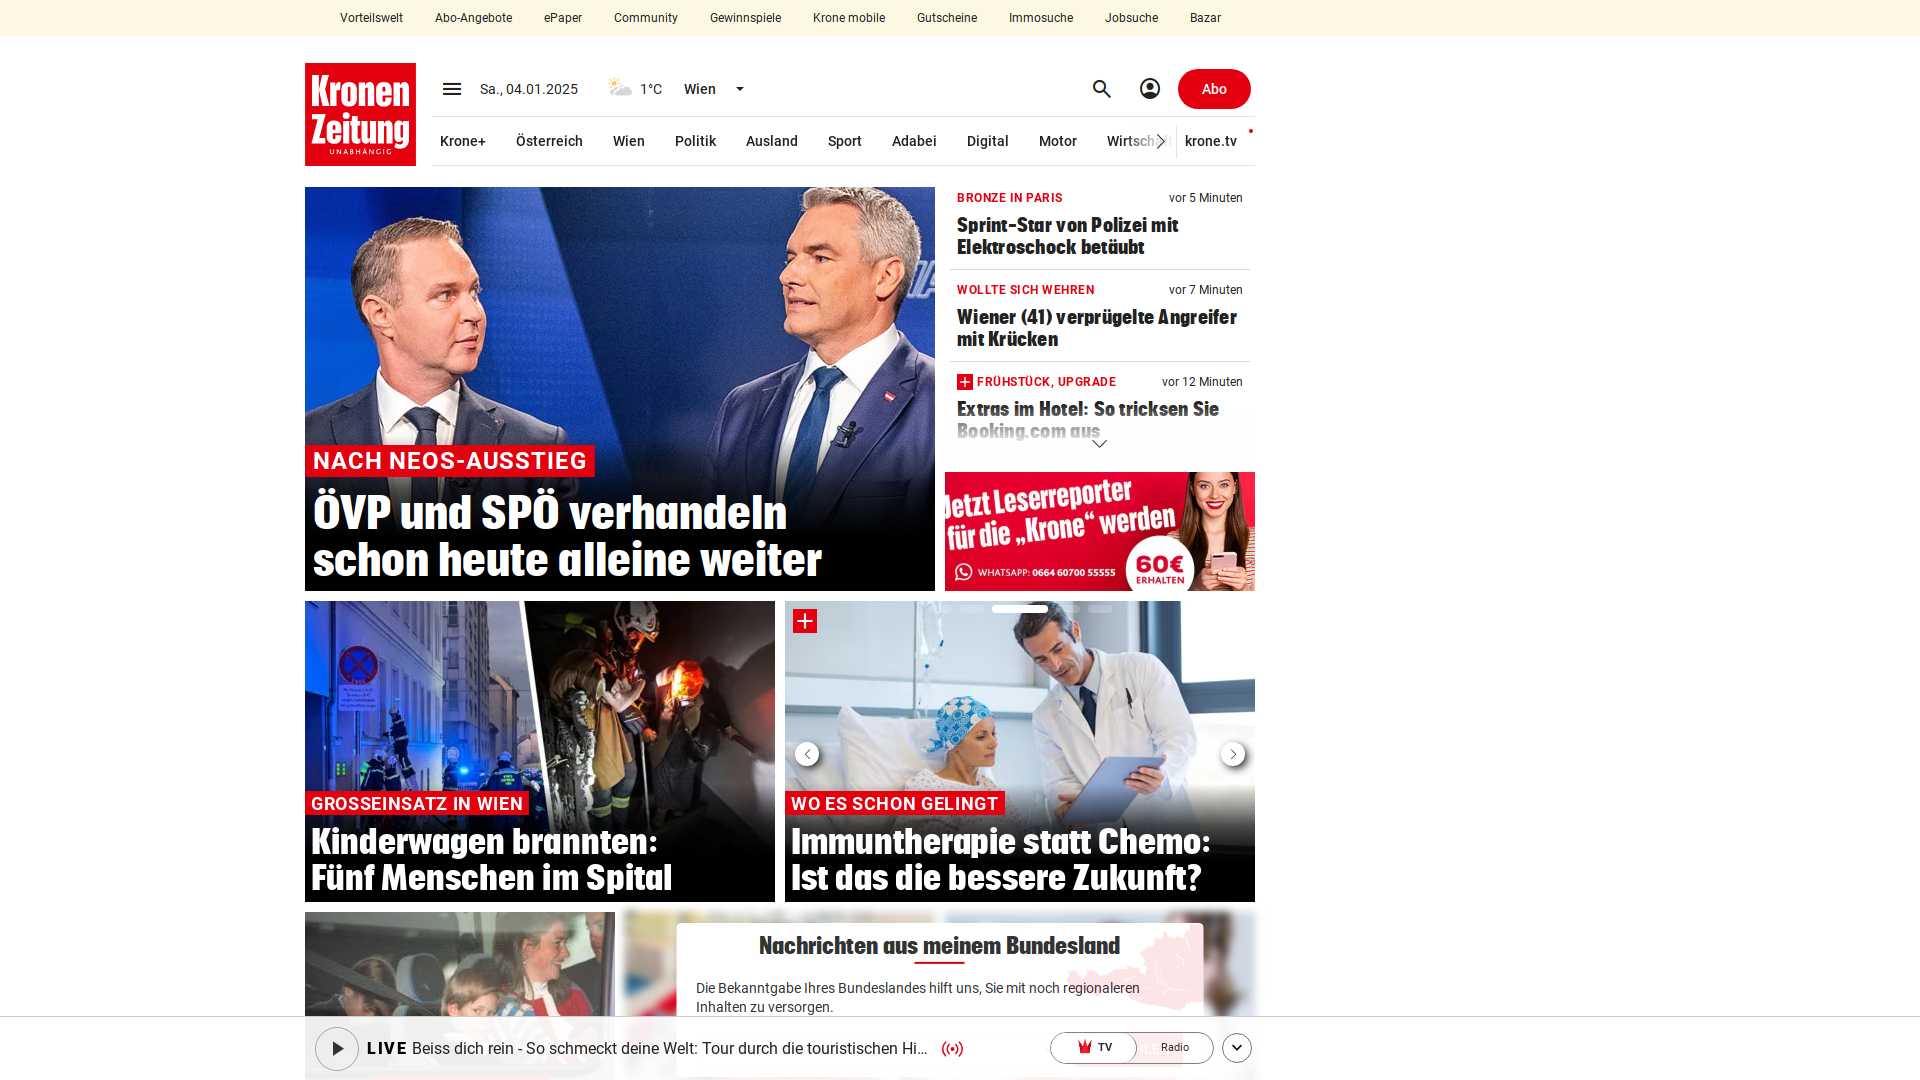 Vorteilswelt Abo-Angebote ePaper Community Gewinnspiele Krone mobile Gutscheine Immosuche Jobsuche Bazar
Kronen
Zeitung
UNABHÄNGIG
Sa., 04.01.2025 1°C Wien Abo
Krone+ Österreich Wien Politik Ausland Sport Adabei Digital Motor krone.tv
NACH NEOS-AUSSTIEG
ÖVP und SPÖ verhandeln
schon heute alleine weiter
BRONZE IN PARIS vor 5 Minuten
Sprint-Star von Polizei mit
Elektroschock betäubt
WOLLTE SICH WEHREN vor 7 Minuten
Wiener (41) verprügelte Angreifer
mit Krücken
FRÜHSTÜCK, UPGRADE vor 12 Minuten
Extras im Hotel: So tricksen Sie
Booking.com aus
Jetzt Leserreporter
für die „Krone“ werden
WHATSAPP: 0664 60700 55555
60€
ERHALTEN
GROSSEINSATZ IN WIEN
Kinderwagen brannten:
Fünf Menschen im Spital
WO ES SCHON GELINGT
Immuntherapie statt Chemo:
Ist das die bessere Zukunft?
Nachrichten aus meinem Bundesland
Die Bekanntgabe Ihres Bundeslandes hilft uns, Sie mit noch regionaleren
Inhalten zu versorgen.
LIVE Beiss dich rein - So schmeckt deine Welt: Tour durch die touristischen Hi... TV Radio